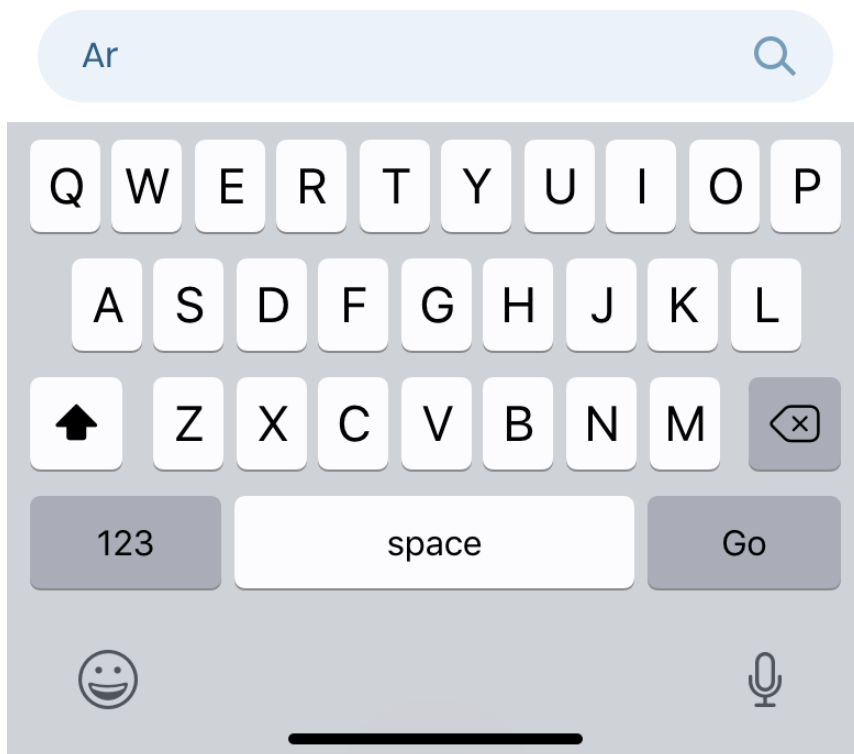 Ar
Q W E R T Y U I O P
A S D F G H J K L
Z X C V B N M
123 space Go